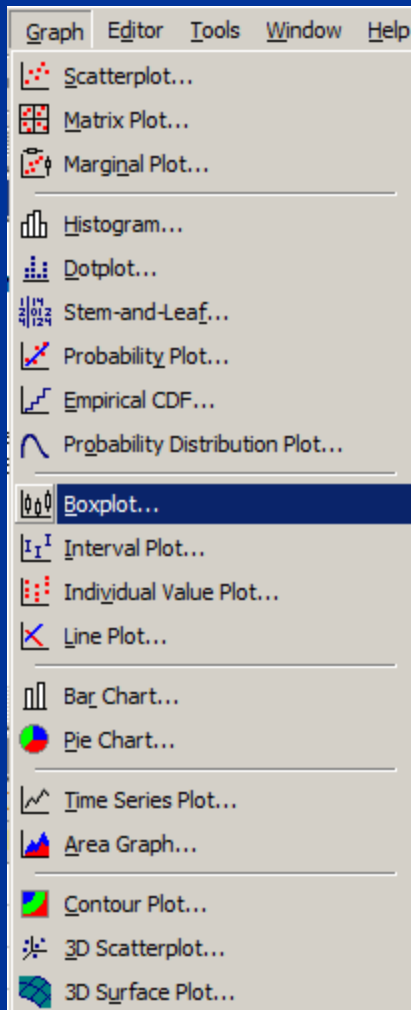 Graph Editor Tools Window Help
Scatterplot...
Matrix Plot...
Marginal Plot...
Histogram...
Dotplot...
Stem-and-Leaf...
Probability Plot...
Empirical CDF...
Probability Distribution Plot...
Boxplot...
Interval Plot...
Individual Value Plot...
Line Plot...
Bar Chart...
Pie Chart...
Time Series Plot...
Area Graph...
Contour Plot...
3D Scatterplot...
3D Surface Plot...